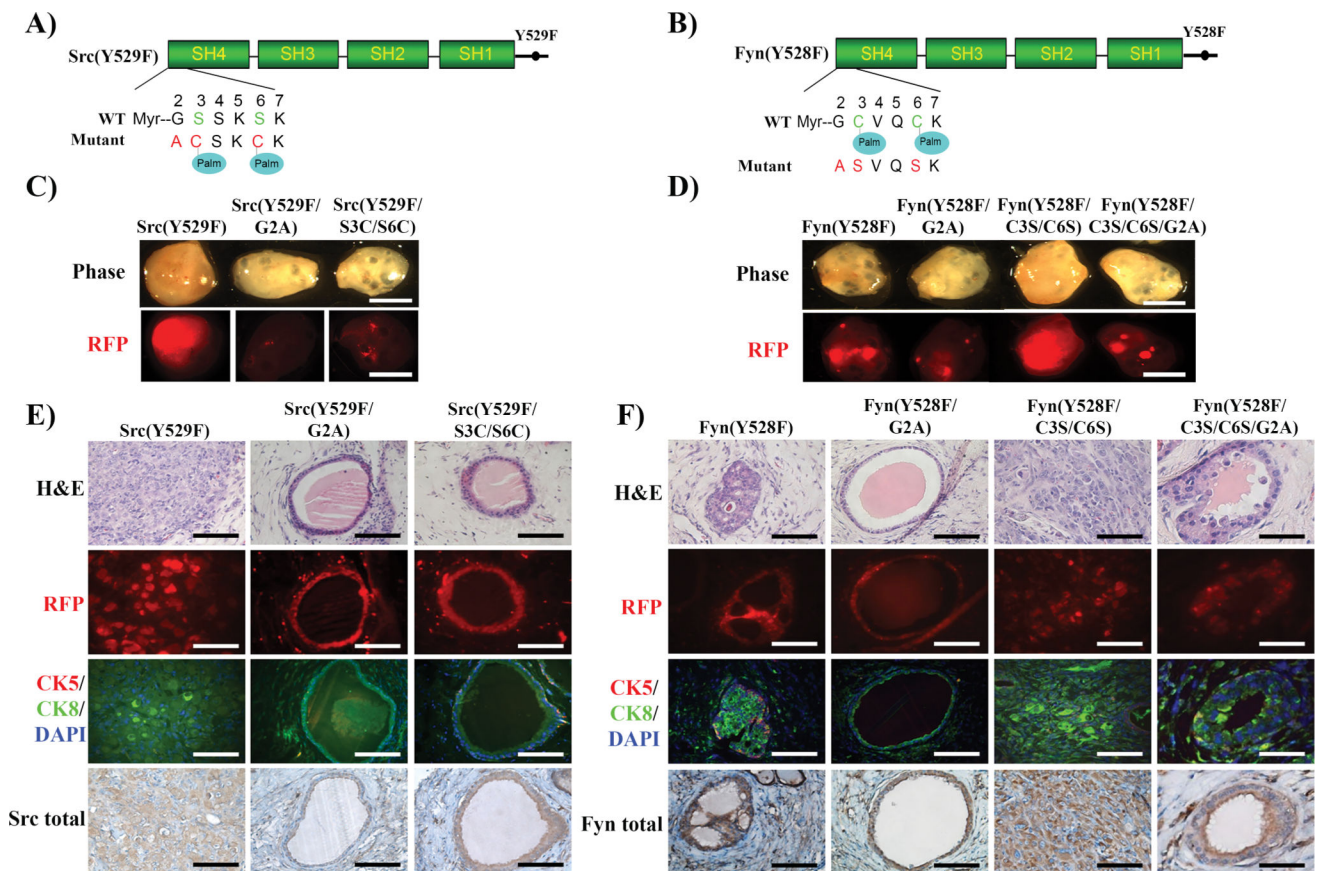 A)
Src(Y529F)
SH4 SH3 SH2 SH1
Y529F
2 3 4 5 6 7
WT Myr--G S S K S K
Mutant A C S K C K
Palm Palm
B)
Fyn(Y528F)
SH4 SH3 SH2 SH1
Y528F
2 3 4 5 6 7
WT Myr--G C V Q C K
Palm Palm
Mutant A S V Q S K
C)
Src(Y529F)
Src(Y529F/
G2A)
Src(Y529F/
S3C/S6C)
Phase
RFP
D)
Fyn(Y528F)
Fyn(Y528F/
G2A)
Fyn(Y528F/
C3S/C6S)
Fyn(Y528F/
C3S/C6S/G2A)
Phase
RFP
E)
Src(Y529F)
Src(Y529F/
G2A)
Src(Y529F/
S3C/S6C)
H&E
RFP
CK5/
CK8/
DAPI
Src total
F)
Fyn(Y528F)
Fyn(Y528F/
G2A)
Fyn(Y528F/
C3S/C6S)
Fyn(Y528F/
C3S/C6S/G2A)
H&E
RFP
CK5/
CK8/
DAPI
Fyn total